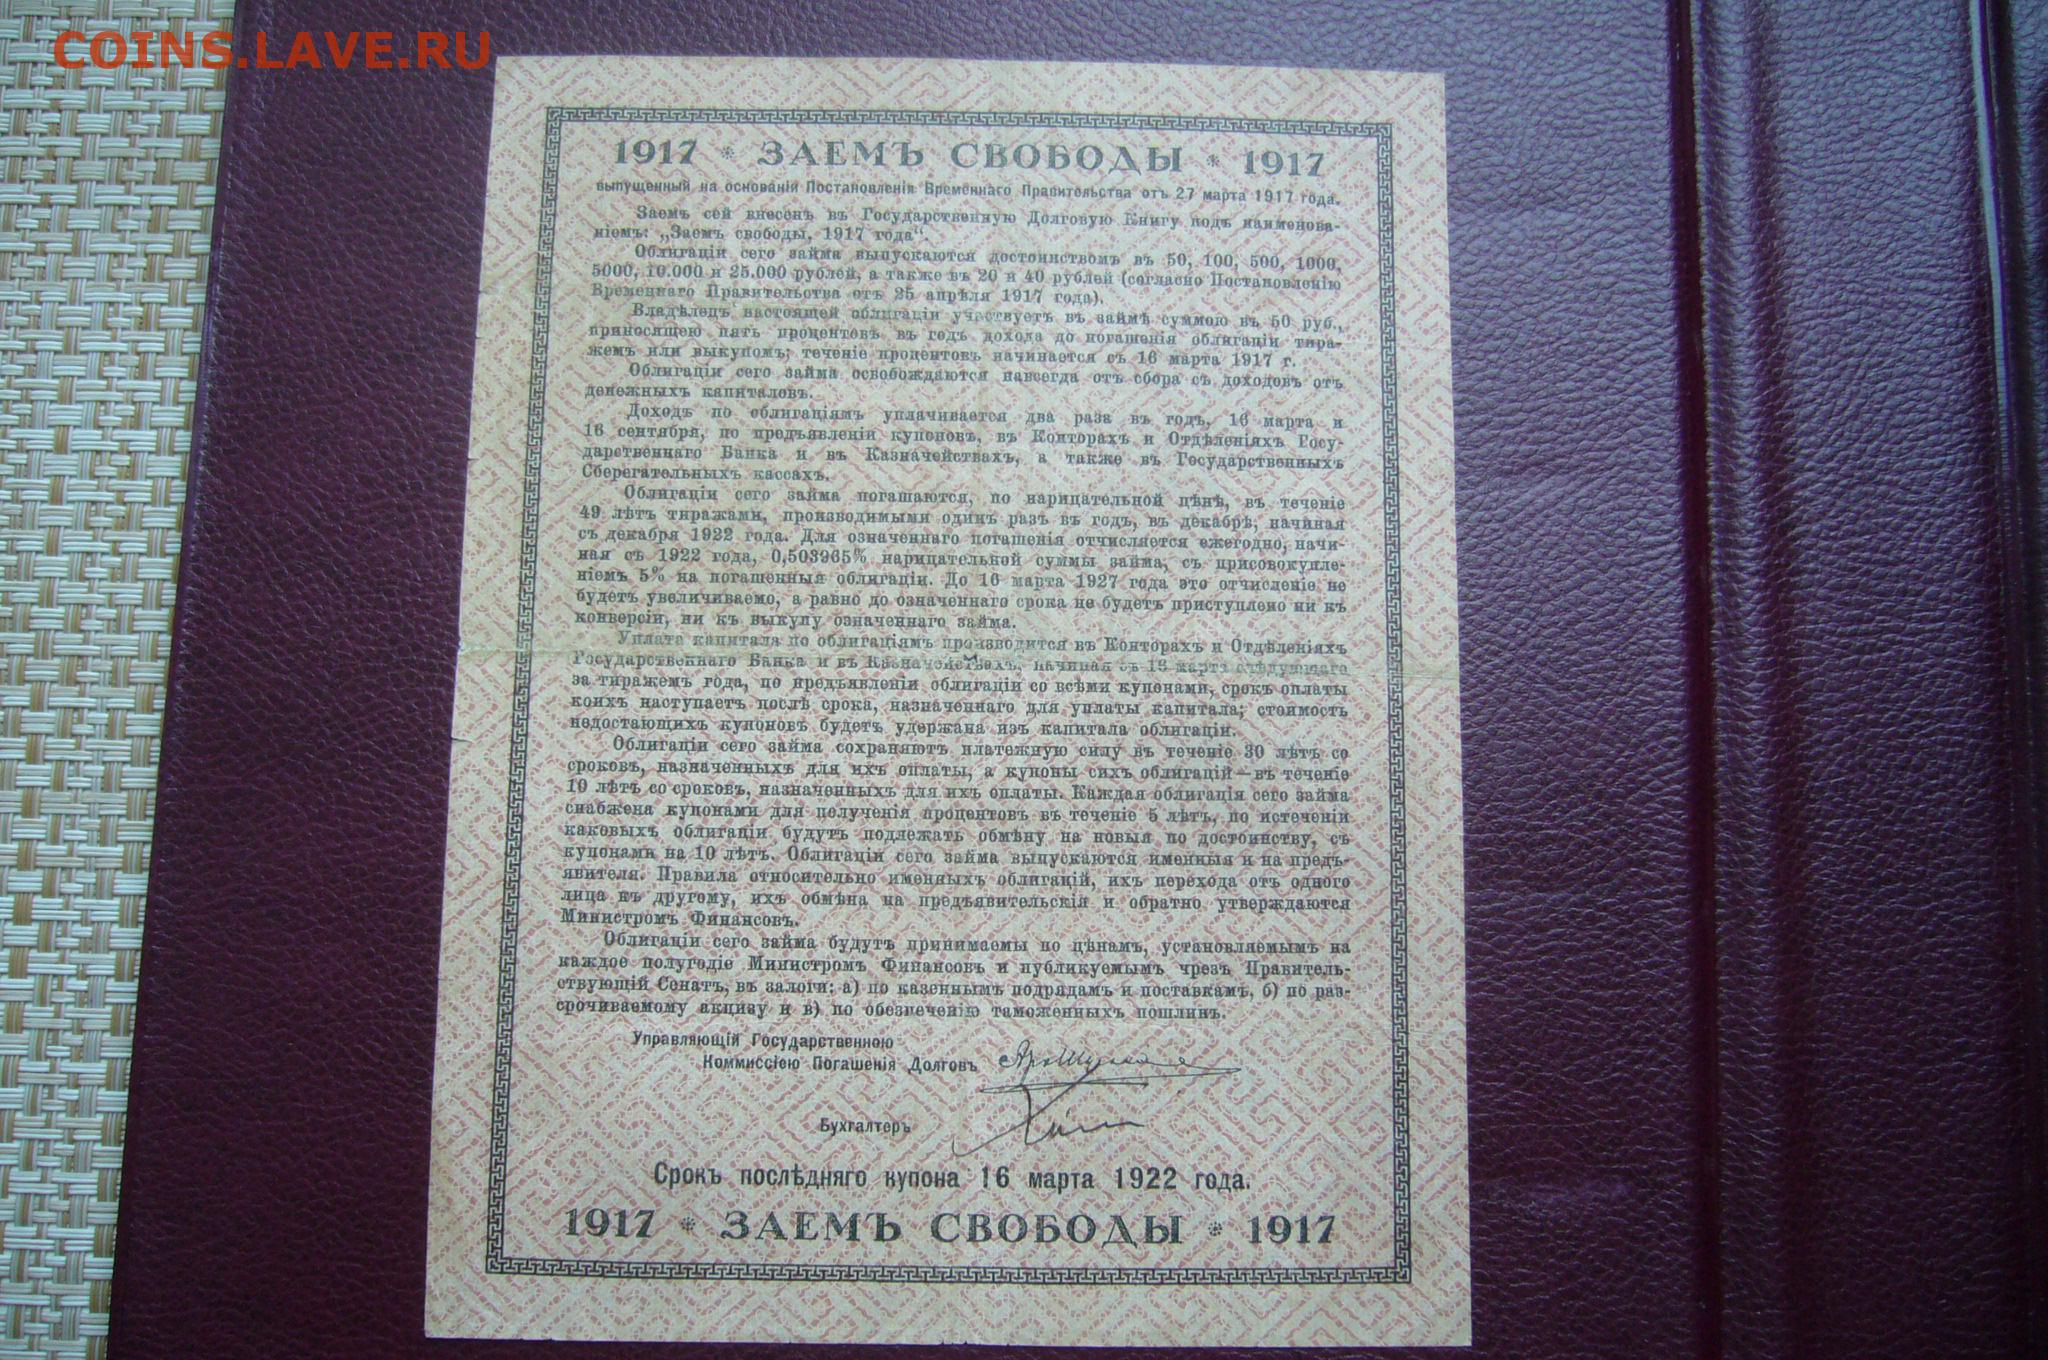 COINS.LAVE.RU
1917 * ЗАЕМЪ СВОБОДЫ * 1917
выпущенный на основаніи Постановленія Временнаго Правительства отъ 27 марта 1917 года.
Заемъ сей внесенъ въ Государственную Долговую Книгу подъ наименова-
ніемъ: „Заемъ свободы, 1917 года“.
Облигаціи сего займа выпускаются достоинствомъ въ 50, 100, 500, 1000,
5000, 10.000 и 25.000 рублей, а также въ 20 и 40 рублей (согласно Постановленію
Временнаго Правительства отъ 25 апрѣля 1917 года).
Владѣлецъ настоящей облигаціи участвуетъ въ займѣ суммою въ 50 руб.,
приносящею пять процентовъ въ годъ дохода до погашенія облигаціи тира-
жемъ или выкупомъ; теченіе процентовъ начинается съ 16 марта 1917 г.
Облигаціи сего займа освобождаются навсегда отъ сбора съ доходовъ отъ
денежныхъ капиталовъ.
Доходъ по облигаціямъ уплачивается два раза въ годъ, 16 марта и
16 сентября, по предъявленіи купоновъ, въ Конторахъ и Отдѣленіяхъ Госу-
дарственнаго Банка и въ Казначействахъ, а также въ Государственныхъ
Сберегательныхъ кассахъ.
Облигаціи сего займа погашаются, по нарицательной цѣнѣ, въ теченіе
49 лѣтъ тиражами, производимыми одинъ разъ въ годъ, въ декабрѣ, начиная
съ декабря 1922 года. Для означеннаго погашенія отчисляется ежегодно, начи-
ная съ 1922 года, 0,503965% нарицательной суммы займа, съ присовокупле-
ніемъ 5% на погашенныя облигаціи. До 16 марта 1927 года это отчисленіе не
будетъ увеличиваемо, а равно до означеннаго срока не будетъ приступлено ни къ
конверсіи, ни къ выкупу означеннаго займа.
Уплата капитала по облигаціямъ производится въ Конторахъ и Отдѣленіяхъ
Государственнаго Банка и въ Казначействахъ, начиная съ 16 марта слѣдующаго
за тиражемъ года, по предъявленіи облигаціи со всѣми купонами, срокъ оплаты
коихъ наступаетъ послѣ срока, назначеннаго для уплаты капитала; стоимость
недостающихъ купоновъ будетъ удержана изъ капитала облигаціи.
Облигаціи сего займа сохраняютъ платежную силу въ теченіе 30 лѣтъ со
сроковъ, назначенныхъ для ихъ оплаты, а купоны сихъ облигацій—въ теченіе
10 лѣтъ со сроковъ, назначенныхъ для ихъ оплаты. Каждая облигація сего займа
снабжена купонами для полученія процентовъ въ теченіе 5 лѣтъ, по истеченіи
каковыхъ облигаціи будутъ подлежать обмѣну на новыя по достоинству, съ
купонами на 10 лѣтъ. Облигаціи сего займа выпускаются именныя и на предъ-
явителя. Правила относительно именныхъ облигацій, ихъ перехода отъ одного
лица къ другому, ихъ обмѣна на предъявительскія и обратно утверждаются
Министромъ Финансовъ.
Облигаціи сего займа будутъ принимаемы по цѣнамъ, установляемымъ на
каждое полугодіе Министромъ Финансовъ и публикуемымъ чрезъ Правитель-
ствующій Сенатъ, въ залоги: а) по казеннымъ подрядамъ и поставкамъ, б) по раз-
срочиваемому акцизу и в) по обезпеченію таможенныхъ пошлинъ.
Управляющій Государственною
Коммиссіею Погашенія Долговъ
Бухгалтеръ
Срокъ послѣдняго купона 16 марта 1922 года.
1917 * ЗАЕМЪ СВОБОДЫ * 1917